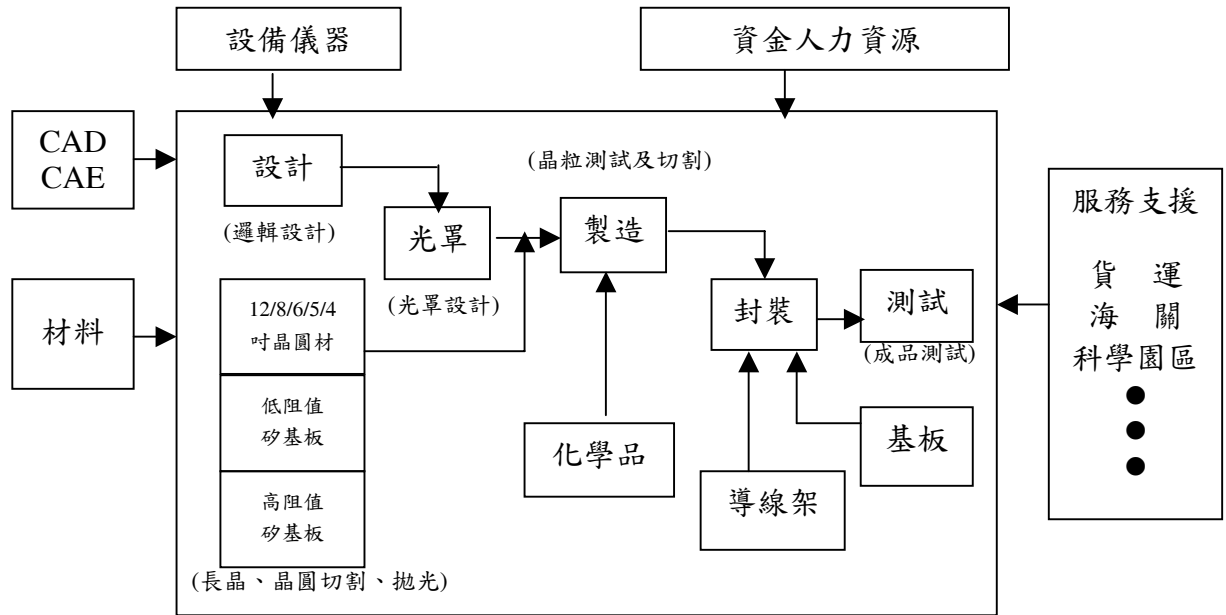 設備儀器
資金人力資源
CAD
CAE
材料
設計
(邏輯設計)
光罩
(光罩設計)
(晶粒測試及切割)
製造
封裝
測試
(成品測試)
12/8/6/5/4
吋晶圓材
低阻值
矽基板
高阻值
矽基板
(長晶、晶圓切割、拋光)
化學品
導線架
基板
服務支援
貨 運
海 關
科學園區
●
●
●